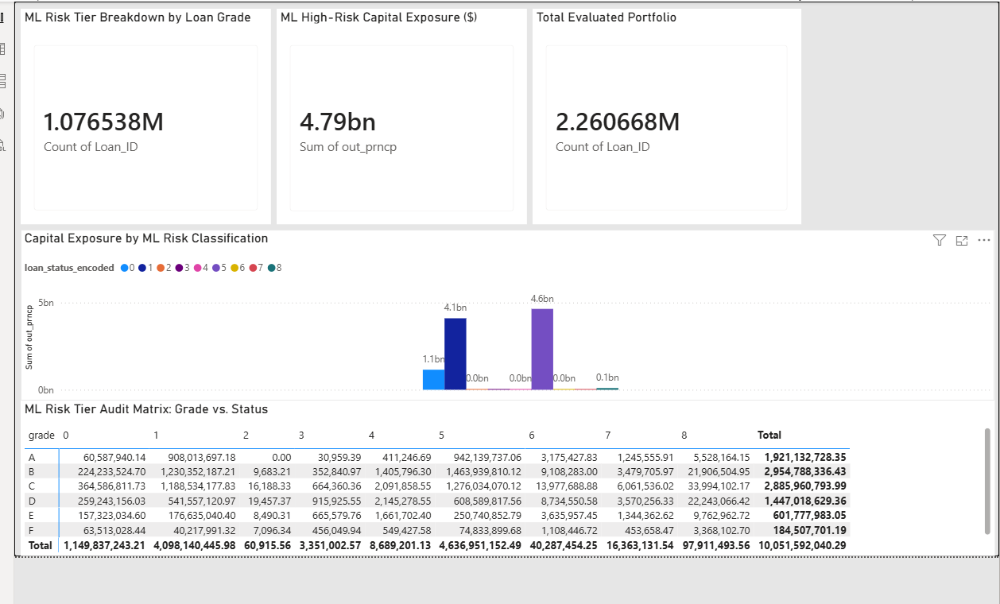 ML Risk Tier Breakdown by Loan Grade
ML High-Risk Capital Exposure ($)
Total Evaluated Portfolio
1.076538M
Count of Loan_ID
4.79bn
Sum of out_prncp
2.260668M
Count of Loan_ID
Capital Exposure by ML Risk Classification
loan_status_encoded 0 1 2 3 4 5 6 7 8
Sum of out_prncp
5bn
0bn
1.1bn 4.1bn 0.0bn 0.0bn 4.6bn 0.0bn 0.1bn
ML Risk Tier Audit Matrix: Grade vs. Status
grade 0 1 2 3 4 5 6 7 8 Total
A 60,587,940.14 908,013,697.18 0.00 30,959.39 411,246.69 942,139,737.06 3,175,427.83 1,245,555.91 5,528,164.15 1,921,132,728.35
B 224,233,524.70 1,230,352,187.21 9,683.21 352,840.97 1,405,796.30 1,463,939,810.12 9,108,283.00 3,479,705.97 21,906,504.95 2,954,788,336.43
C 364,586,811.73 1,188,534,177.83 16,188.33 664,360.36 2,091,858.55 1,276,034,070.12 13,977,688.88 6,061,536.02 33,994,102.17 2,885,960,793.99
D 259,243,156.03 541,557,120.97 19,457.37 915,925.55 2,145,278.55 608,589,817.56 8,734,550.58 3,570,256.33 22,243,066.42 1,447,018,629.36
E 157,323,034.60 176,635,040.40 8,490.31 665,579.76 1,661,702.40 250,740,852.79 3,635,957.45 1,344,362.62 9,762,962.72 601,777,983.05
F 63,513,028.44 40,217,991.32 7,096.34 456,049.94 549,427.58 74,833,899.68 1,108,446.72 453,658.47 3,368,102.70 184,507,701.19
Total 1,149,837,243.21 4,098,140,445.98 60,915.56 3,351,002.57 8,689,201.13 4,636,951,152.49 40,287,454.25 16,363,131.54 97,911,493.56 10,051,592,040.29